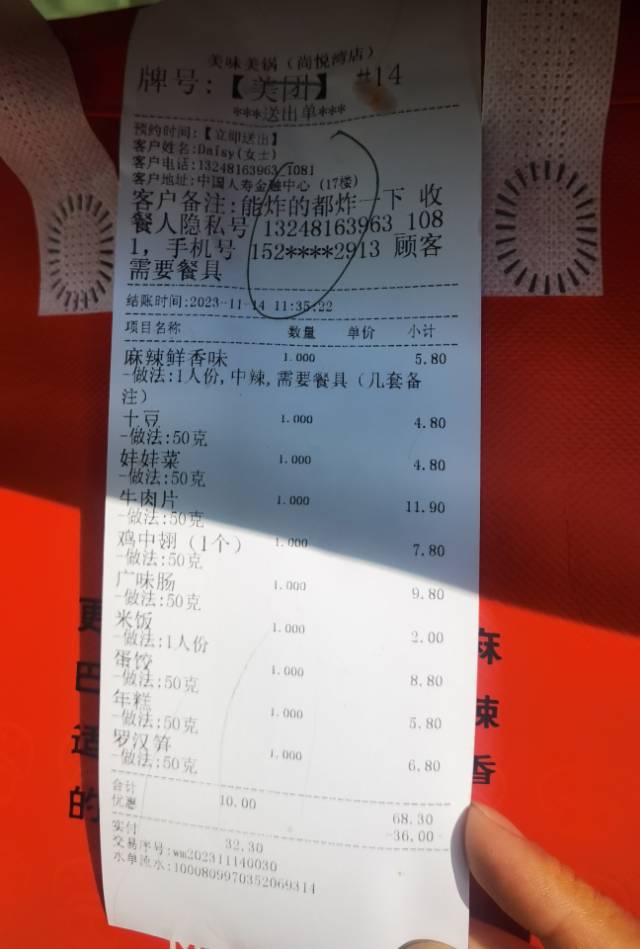 美味美锅（尚悦湾店）
牌号:【美团】 #14
***送出单***
预约时间:【立即送出】
客户姓名:Daisy(女士)
客户电话:13248163963_1081
客户地址:中国人寿金融中心 (17楼)
客户备注:能炸的都炸一下 收
餐人隐私号 13248163963_108
1, 手机号 152****2913 顾客
需要餐具
结账时间:2023-11-14 11:35:22
项目名称 数量 单价 小计
麻辣鲜香味 1.000 5.80
-做法:1人份,中辣,需要餐具（几套备
注）
土豆 1.000 4.80
-做法:50克
娃娃菜 1.000 4.80
-做法:50克
牛肉片 1.000 11.90
-做法:50克
鸡中翅（1个） 1.000 7.80
-做法:50克
广味肠 1.000 9.80
-做法:50克
米饭 1.000 2.00
-做法:1人份
蛋饺 1.000 8.80
-做法:50克
年糕 1.000 5.80
-做法:50克
罗汉笋 1.000 6.80
-做法:50克
合计 10.00 68.30
优惠 -36.00
实付 32.30
交易序号:wm202311140030
水单流水:1000809970352069314
更
巴
适
的
麻
辣
香